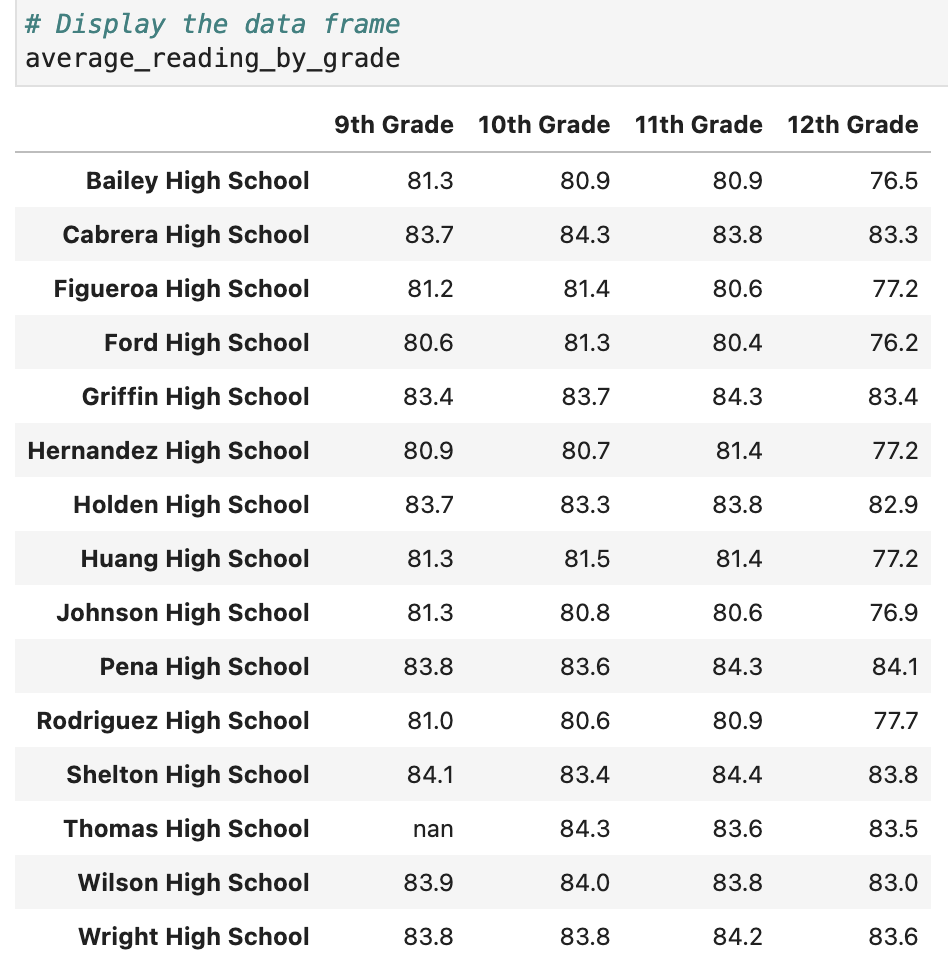 # Display the data frame
average_reading_by_grade
9th Grade 10th Grade 11th Grade 12th Grade
Bailey High School 81.3 80.9 80.9 76.5
Cabrera High School 83.7 84.3 83.8 83.3
Figueroa High School 81.2 81.4 80.6 77.2
Ford High School 80.6 81.3 80.4 76.2
Griffin High School 83.4 83.7 84.3 83.4
Hernandez High School 80.9 80.7 81.4 77.2
Holden High School 83.7 83.3 83.8 82.9
Huang High School 81.3 81.5 81.4 77.2
Johnson High School 81.3 80.8 80.6 76.9
Pena High School 83.8 83.6 84.3 84.1
Rodriguez High School 81.0 80.6 80.9 77.7
Shelton High School 84.1 83.4 84.4 83.8
Thomas High School nan 84.3 83.6 83.5
Wilson High School 83.9 84.0 83.8 83.0
Wright High School 83.8 83.8 84.2 83.6